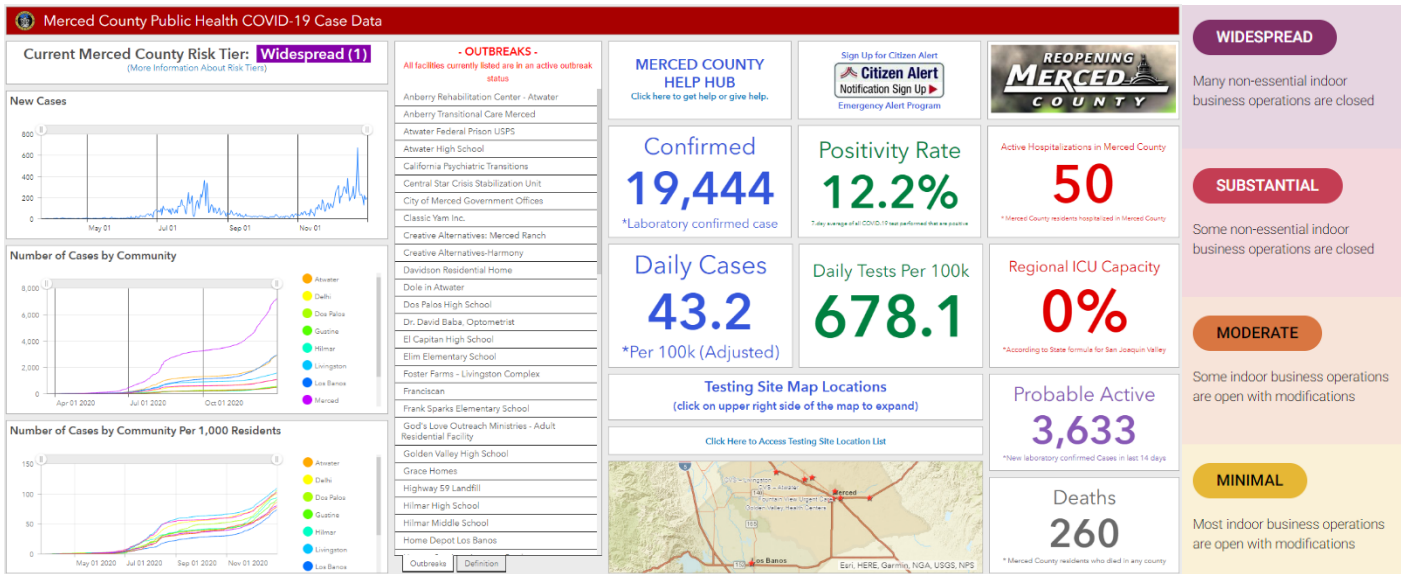 Merced County Public Health COVID-19 Case Data
Current Merced County Risk Tier: Widespread (1)
(More Information About Risk Tiers)
New Cases
800
600
400
200
0
May 01
Jul 01
Sep 01
Nov 01
Number of Cases by Community
8,000
6,000
4,000
2,000
0
Apr 01 2020
Jul 01 2020
Oct 01 2020
Atwater
Delhi
Dos Palos
Gustine
Hilmar
Livingston
Los Banos
Merced
Number of Cases by Community Per 1,000 Residents
150
100
50
0
May 01 2020
Jul 01 2020
Sep 01 2020
Nov 01 2020
Atwater
Delhi
Dos Palos
Gustine
Hilmar
Livingston
Los Banos
- OUTBREAKS -
All facilities currently listed are in an active outbreak
status
Anberry Rehabilitation Center - Atwater
Anberry Transitional Care Merced
Atwater Federal Prison USPS
Atwater High School
California Psychiatric Transitions
Central Star Crisis Stabilization Unit
City of Merced Government Offices
Classic Yam Inc.
Creative Alternatives: Merced Ranch
Creative Alternatives-Harmony
Davidson Residential Home
Dole in Atwater
Dos Palos High School
Dr. David Baba, Optometrist
El Capitan High School
Elim Elementary School
Foster Farms - Livingston Complex
Franciscan
Frank Sparks Elementary School
God's Love Outreach Ministries - Adult
Residential Facility
Golden Valley High School
Grace Homes
Highway 59 Landfill
Hilmar High School
Hilmar Middle School
Home Depot Los Banos
Outbreaks
Definition
MERCED COUNTY
HELP HUB
Click here to get help or give help.
Sign Up for Citizen Alert
Citizen Alert
Notification Sign Up
Emergency Alert Program
REOPENING
MERCED
COUNTY
Confirmed
19,444
*Laboratory confirmed case
Positivity Rate
12.2%
7-day average of all COVID-19 test performed that are positive
Active Hospitalizations in Merced County
50
* Merced County residents hospitalized in Merced County
Daily Cases
43.2
*Per 100k (Adjusted)
Daily Tests Per 100k
678.1
Regional ICU Capacity
0%
*According to State formula for San Joaquin Valley
Testing Site Map Locations
(click on upper right side of the map to expand)
Click Here to Access Testing Site Location List
Probable Active
3,633
*New laboratory confirmed Cases in last 14 days
Deaths
260
* Merced County residents who died in any county
5
CVS - Livingston
CVS - Atwater
140
Merced
Fountain View Urgent Care
Golden Valley Health Centers
Los Banos
Esri, HERE, Garmin, NGA, USGS, NPS
WIDESPREAD
Many non-essential indoor
business operations are closed
SUBSTANTIAL
Some non-essential indoor
business operations are closed
MODERATE
Some indoor business operations
are open with modifications
MINIMAL
Most indoor business operations
are open with modifications